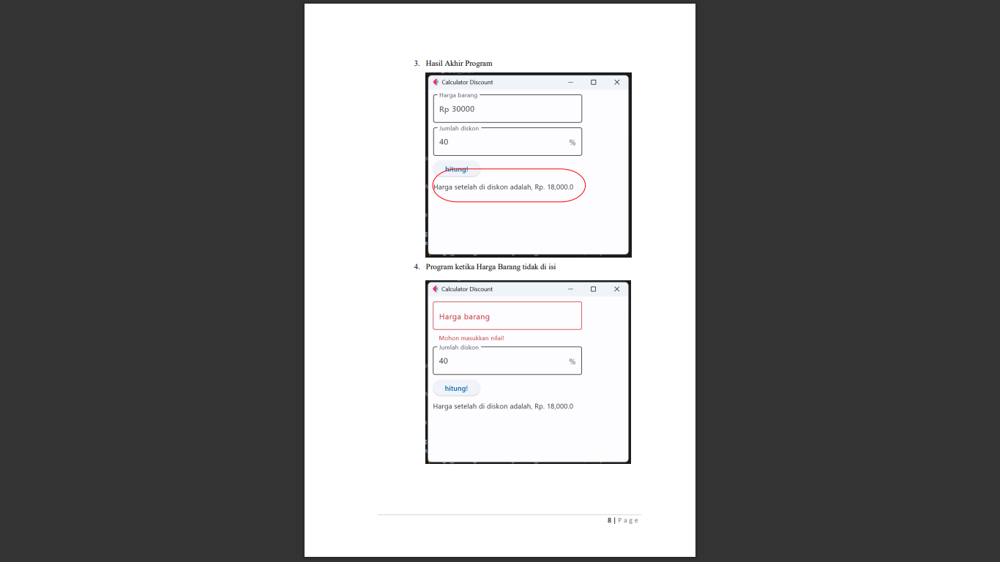 3. Hasil Akhir Program
Calculator Discount
Harga barang
Rp 30000
Jumlah diskon
40 %
hitung!
Harga setelah di diskon adalah, Rp. 18,000.0
4. Program ketika Harga Barang tidak di isi
Calculator Discount
Harga barang
Mohon masukkan nilai!
Jumlah diskon
40 %
hitung!
Harga setelah di diskon adalah, Rp. 18,000.0
8 | Page